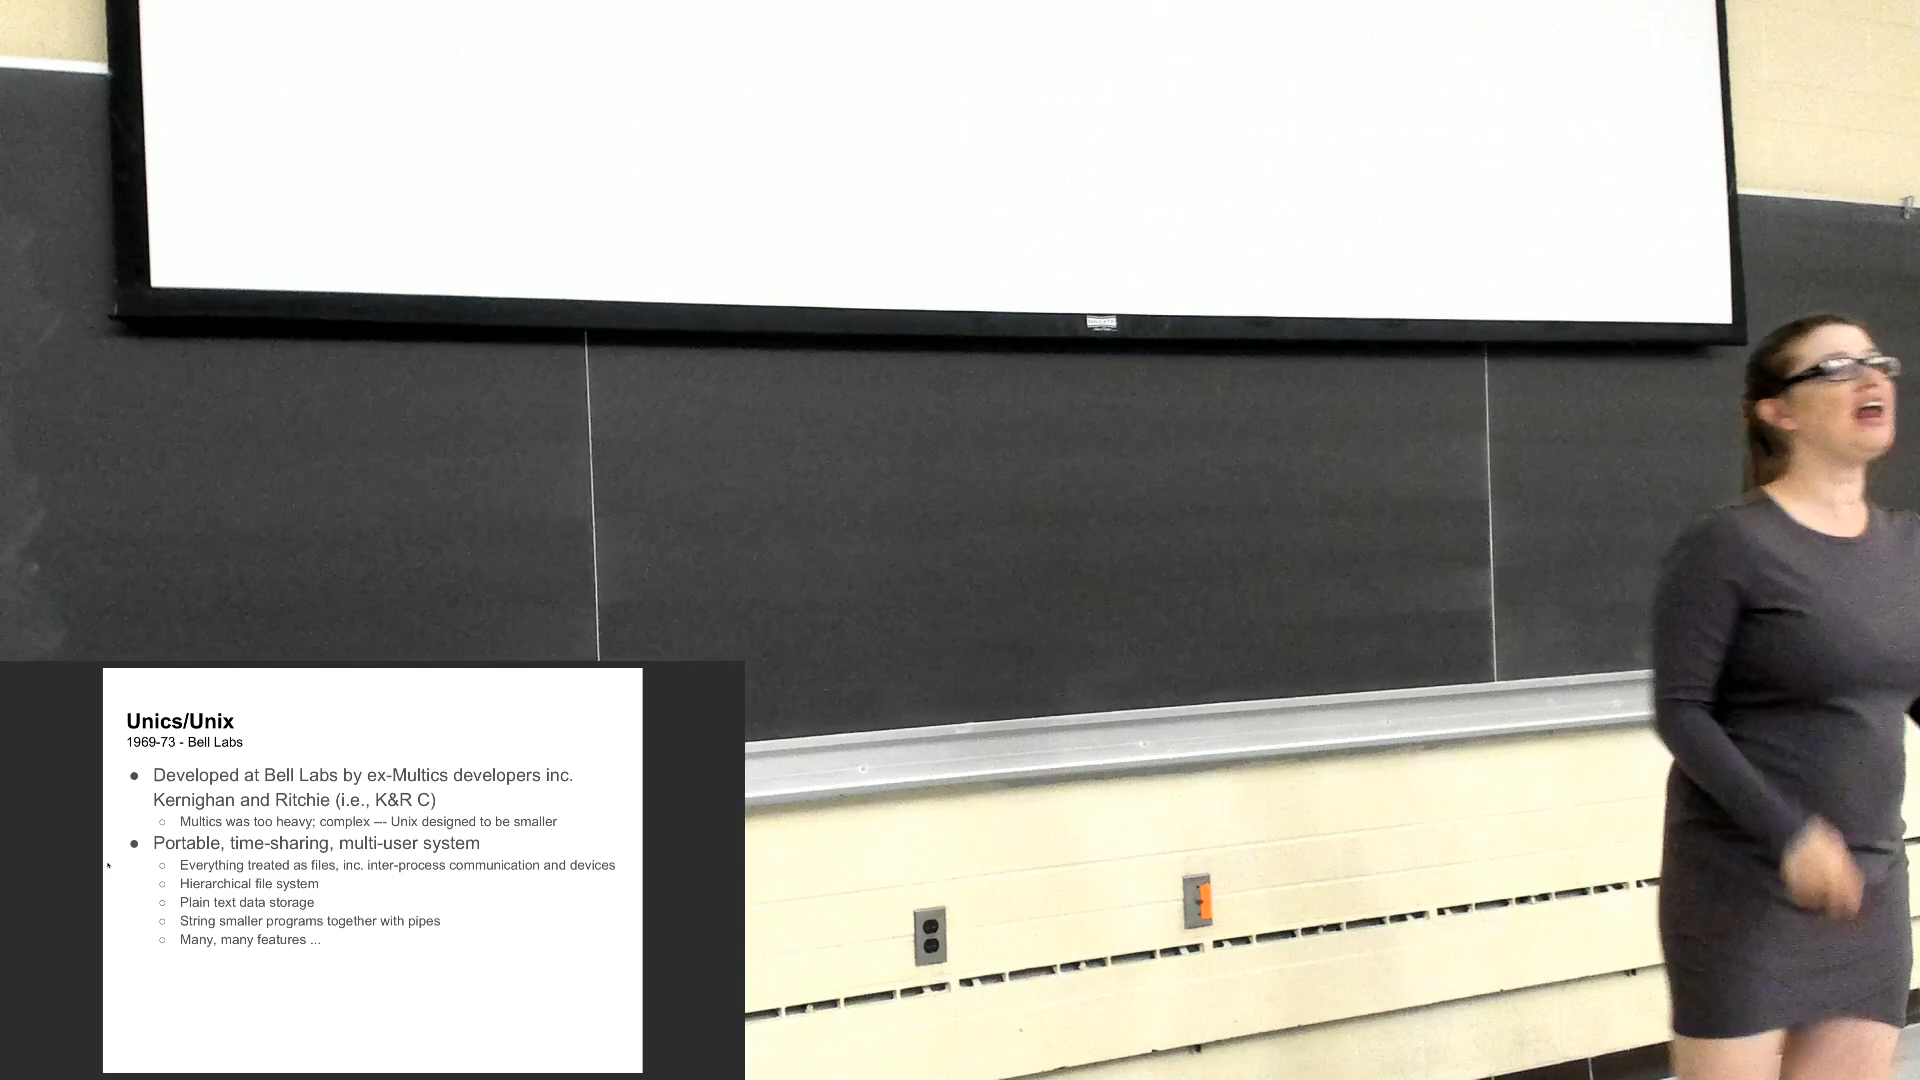 Unics/Unix
1969-73 - Bell Labs
● Developed at Bell Labs by ex-Multics developers inc.
Kernighan and Ritchie (i.e., K&R C)
○ Multics was too heavy; complex –- Unix designed to be smaller
● Portable, time-sharing, multi-user system
○ Everything treated as files, inc. inter-process communication and devices
○ Hierarchical file system
○ Plain text data storage
○ String smaller programs together with pipes
○ Many, many features ...